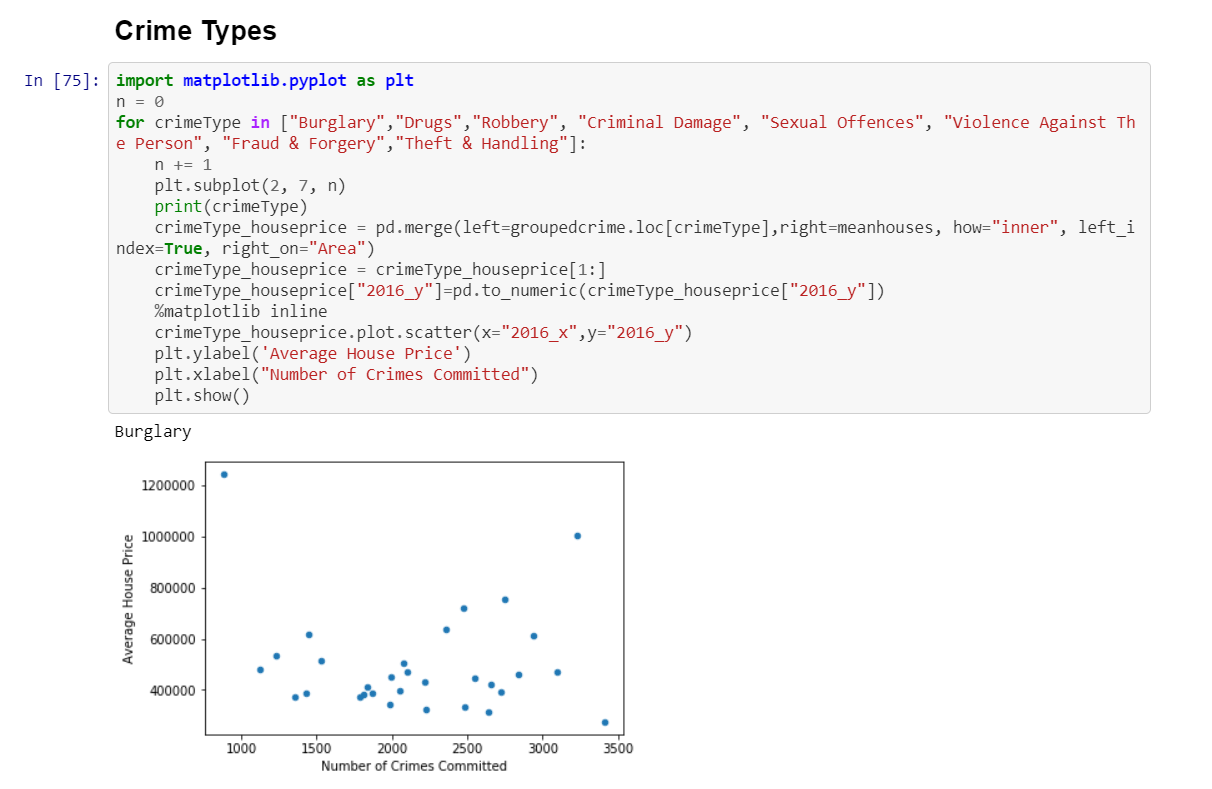 Crime Types
In [75]:
import matplotlib.pyplot as plt
n = 0
for crimeType in ["Burglary","Drugs","Robbery", "Criminal Damage", "Sexual Offences", "Violence Against Th
e Person", "Fraud & Forgery","Theft & Handling"]:
    n += 1
    plt.subplot(2, 7, n)
    print(crimeType)
    crimeType_houseprice = pd.merge(left=groupedcrime.loc[crimeType],right=meanhouses, how="inner", left_i
ndex=True, right_on="Area")
    crimeType_houseprice = crimeType_houseprice[1:]
    crimeType_houseprice["2016_y"]=pd.to_numeric(crimeType_houseprice["2016_y"])
    %matplotlib inline
    crimeType_houseprice.plot.scatter(x="2016_x",y="2016_y")
    plt.ylabel('Average House Price')
    plt.xlabel("Number of Crimes Committed")
    plt.show()
Burglary
Average House Price
1200000
1000000
800000
600000
400000
1000 1500 2000 2500 3000 3500
Number of Crimes Committed